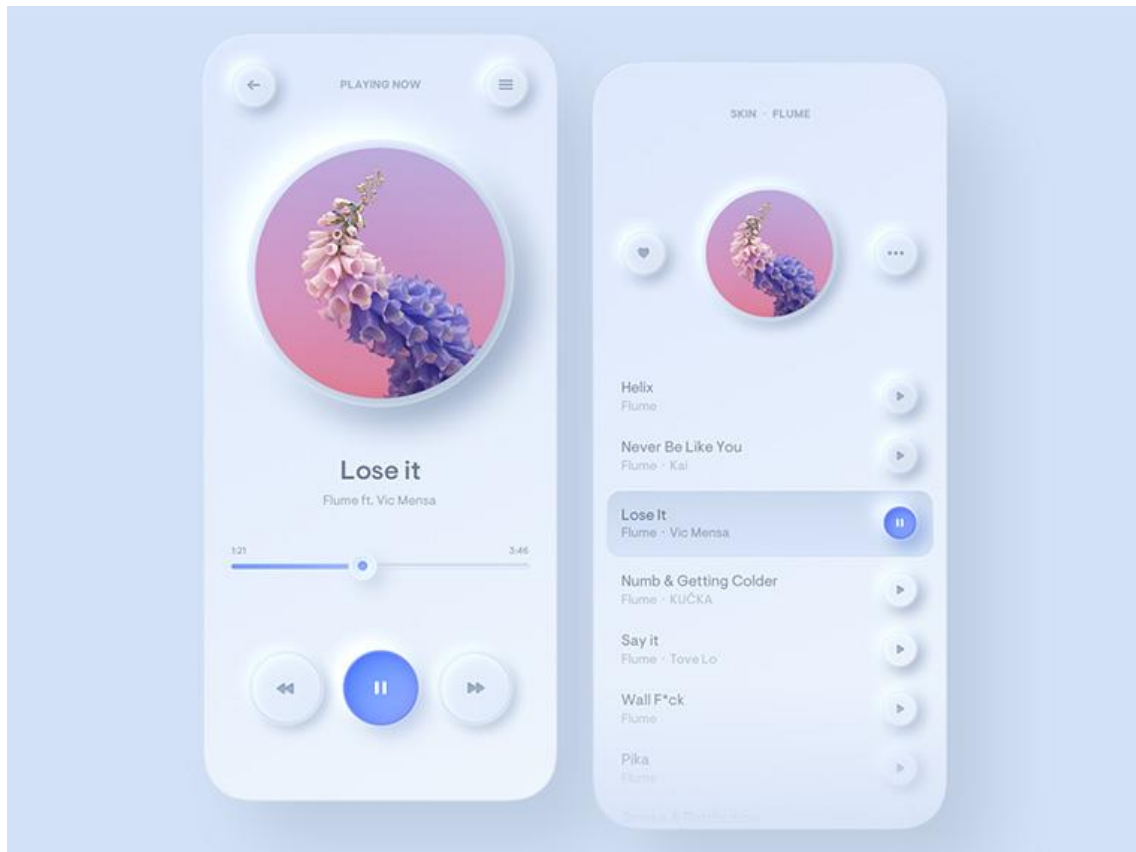 PLAYING NOW
Lose it
Flume ft. Vic Mensa
1:21
3:46
SKIN · FLUME
Helix
Flume
Never Be Like You
Flume · Kai
Lose It
Flume · Vic Mensa
Numb & Getting Colder
Flume · KUČKA
Say it
Flume · Tove Lo
Wall F*ck
Flume
Pika
Flume